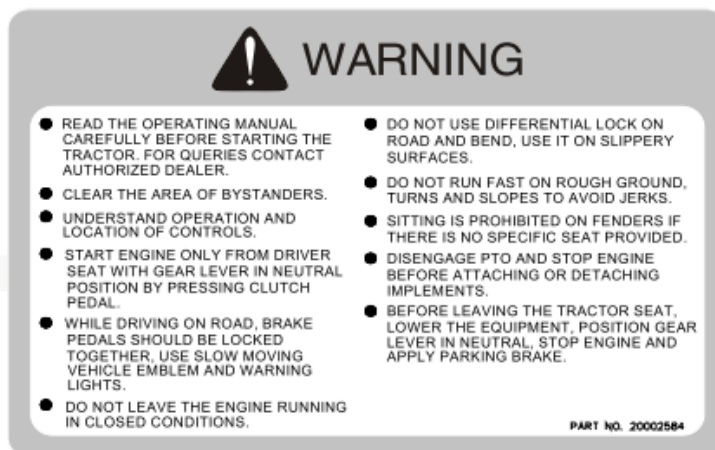 WARNING
● READ THE OPERATING MANUAL
CAREFULLY BEFORE STARTING THE
TRACTOR. FOR QUERIES CONTACT
AUTHORIZED DEALER.
● CLEAR THE AREA OF BYSTANDERS.
● UNDERSTAND OPERATION AND
LOCATION OF CONTROLS.
● START ENGINE ONLY FROM DRIVER
SEAT WITH GEAR LEVER IN NEUTRAL
POSITION BY PRESSING CLUTCH
PEDAL.
● WHILE DRIVING ON ROAD, BRAKE
PEDALS SHOULD BE LOCKED
TOGETHER, USE SLOW MOVING
VEHICLE EMBLEM AND WARNING
LIGHTS.
● DO NOT LEAVE THE ENGINE RUNNING
IN CLOSED CONDITIONS.
● DO NOT USE DIFFERENTIAL LOCK ON
ROAD AND BEND, USE IT ON SLIPPERY
SURFACES.
● DO NOT RUN FAST ON ROUGH GROUND,
TURNS AND SLOPES TO AVOID JERKS.
● SITTING IS PROHIBITED ON FENDERS IF
THERE IS NO SPECIFIC SEAT PROVIDED.
● DISENGAGE PTO AND STOP ENGINE
BEFORE ATTACHING OR DETACHING
IMPLEMENTS.
● BEFORE LEAVING THE TRACTOR SEAT,
LOWER THE EQUIPMENT, POSITION GEAR
LEVER IN NEUTRAL, STOP ENGINE AND
APPLY PARKING BRAKE.
PART NO. 20002584